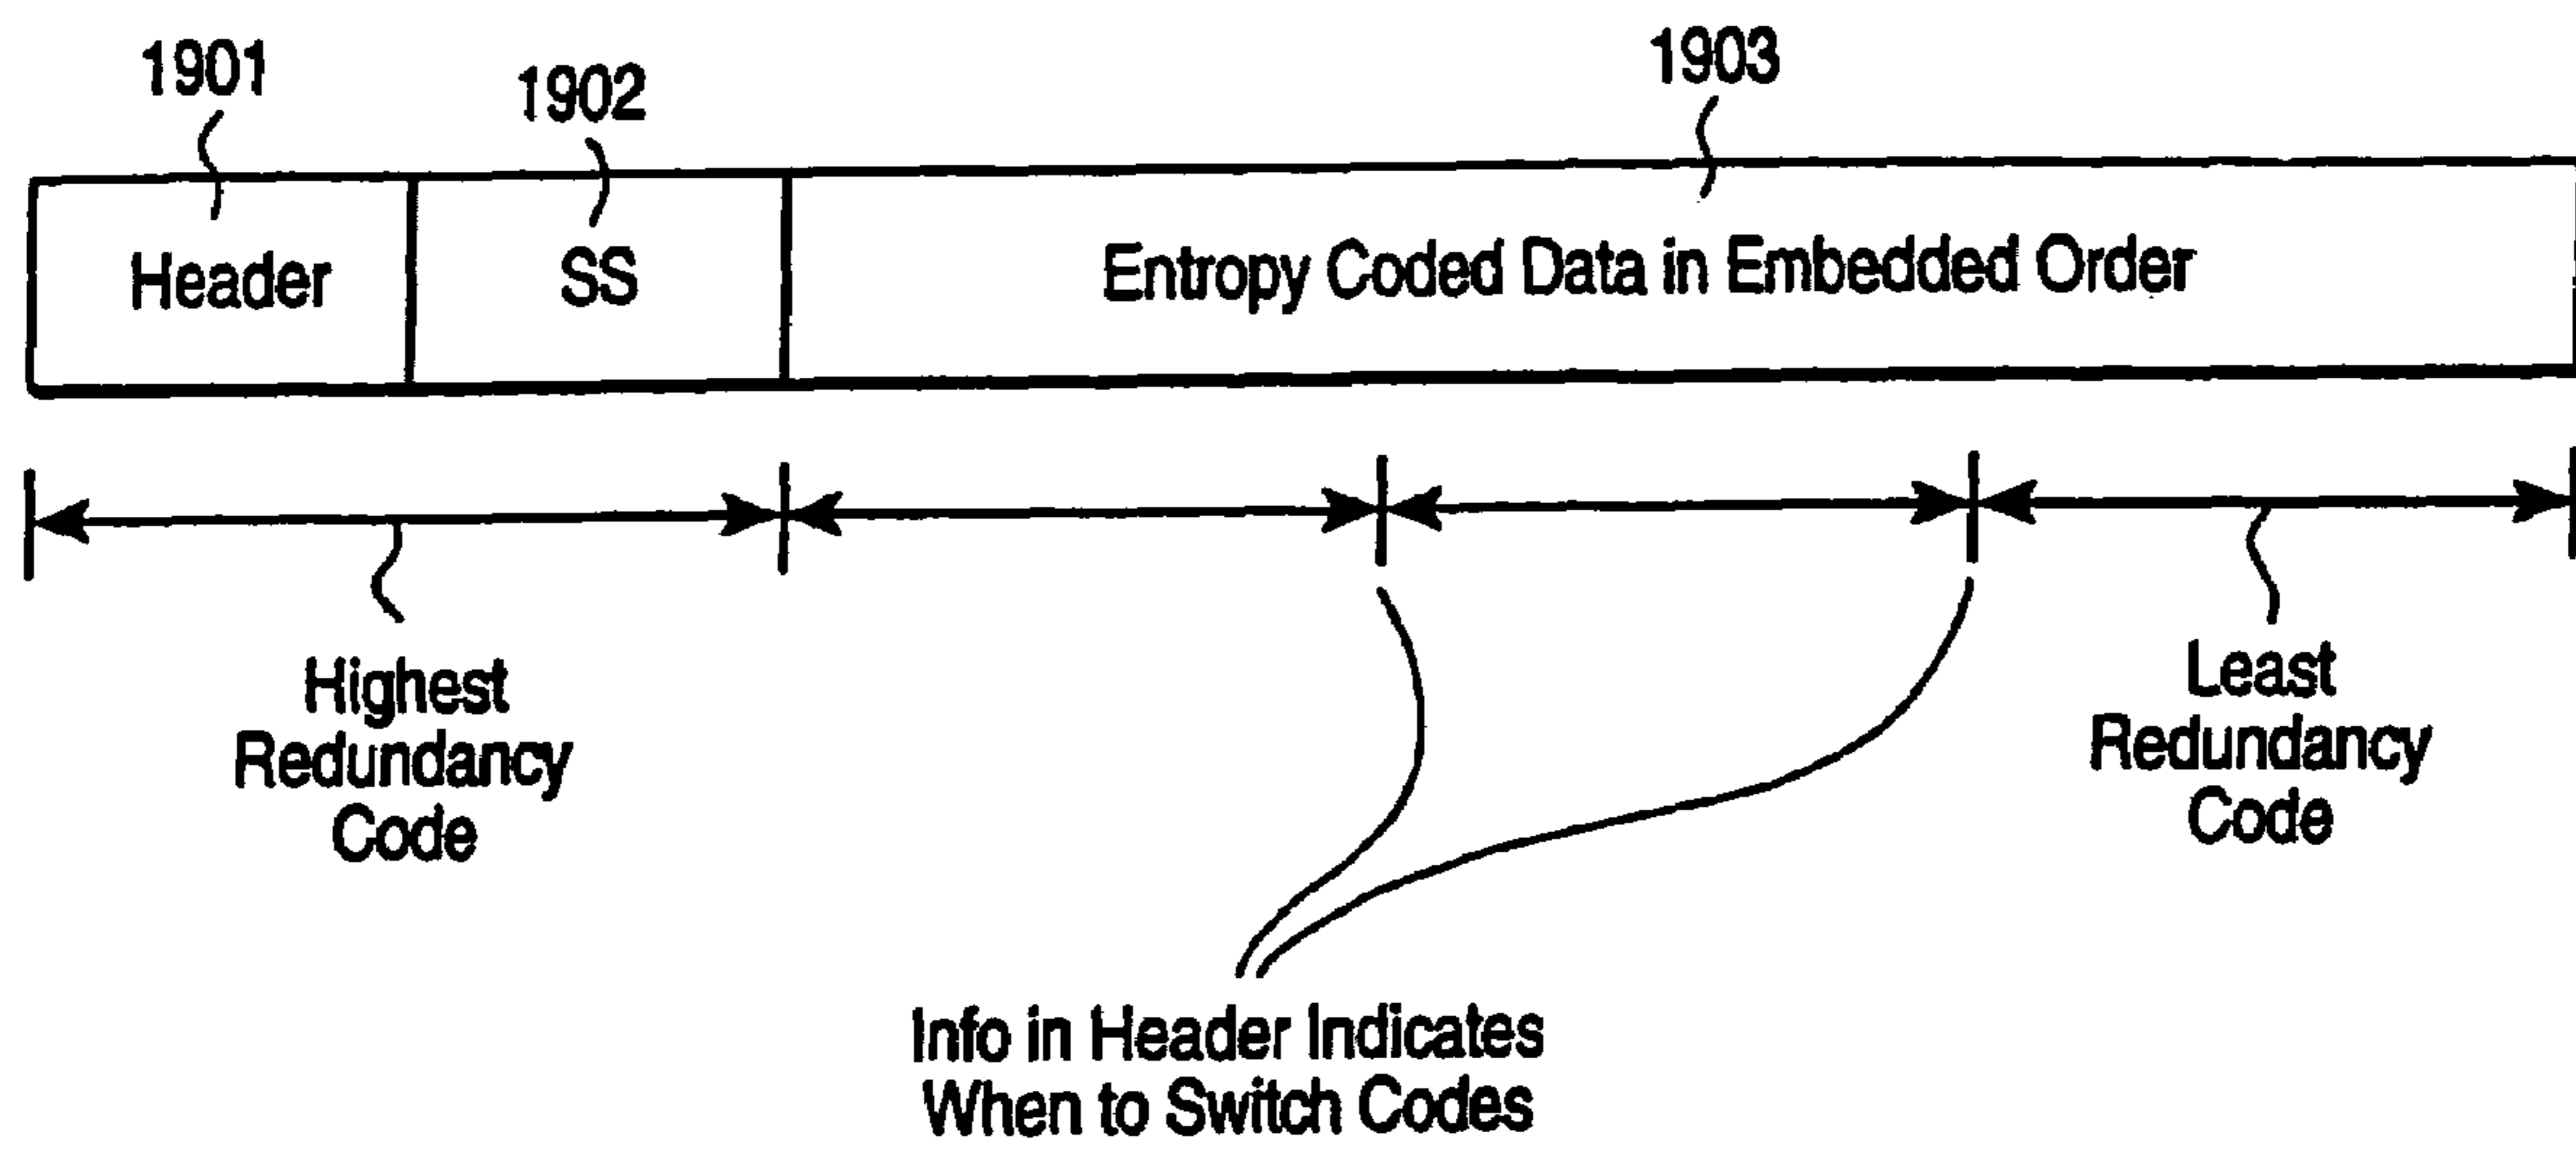 1901
1902
1903
Header
SS
Entropy Coded Data in Embedded Order
Highest
Redundancy
Code
Least
Redundancy
Code
Info in Header Indicates
When to Switch Codes